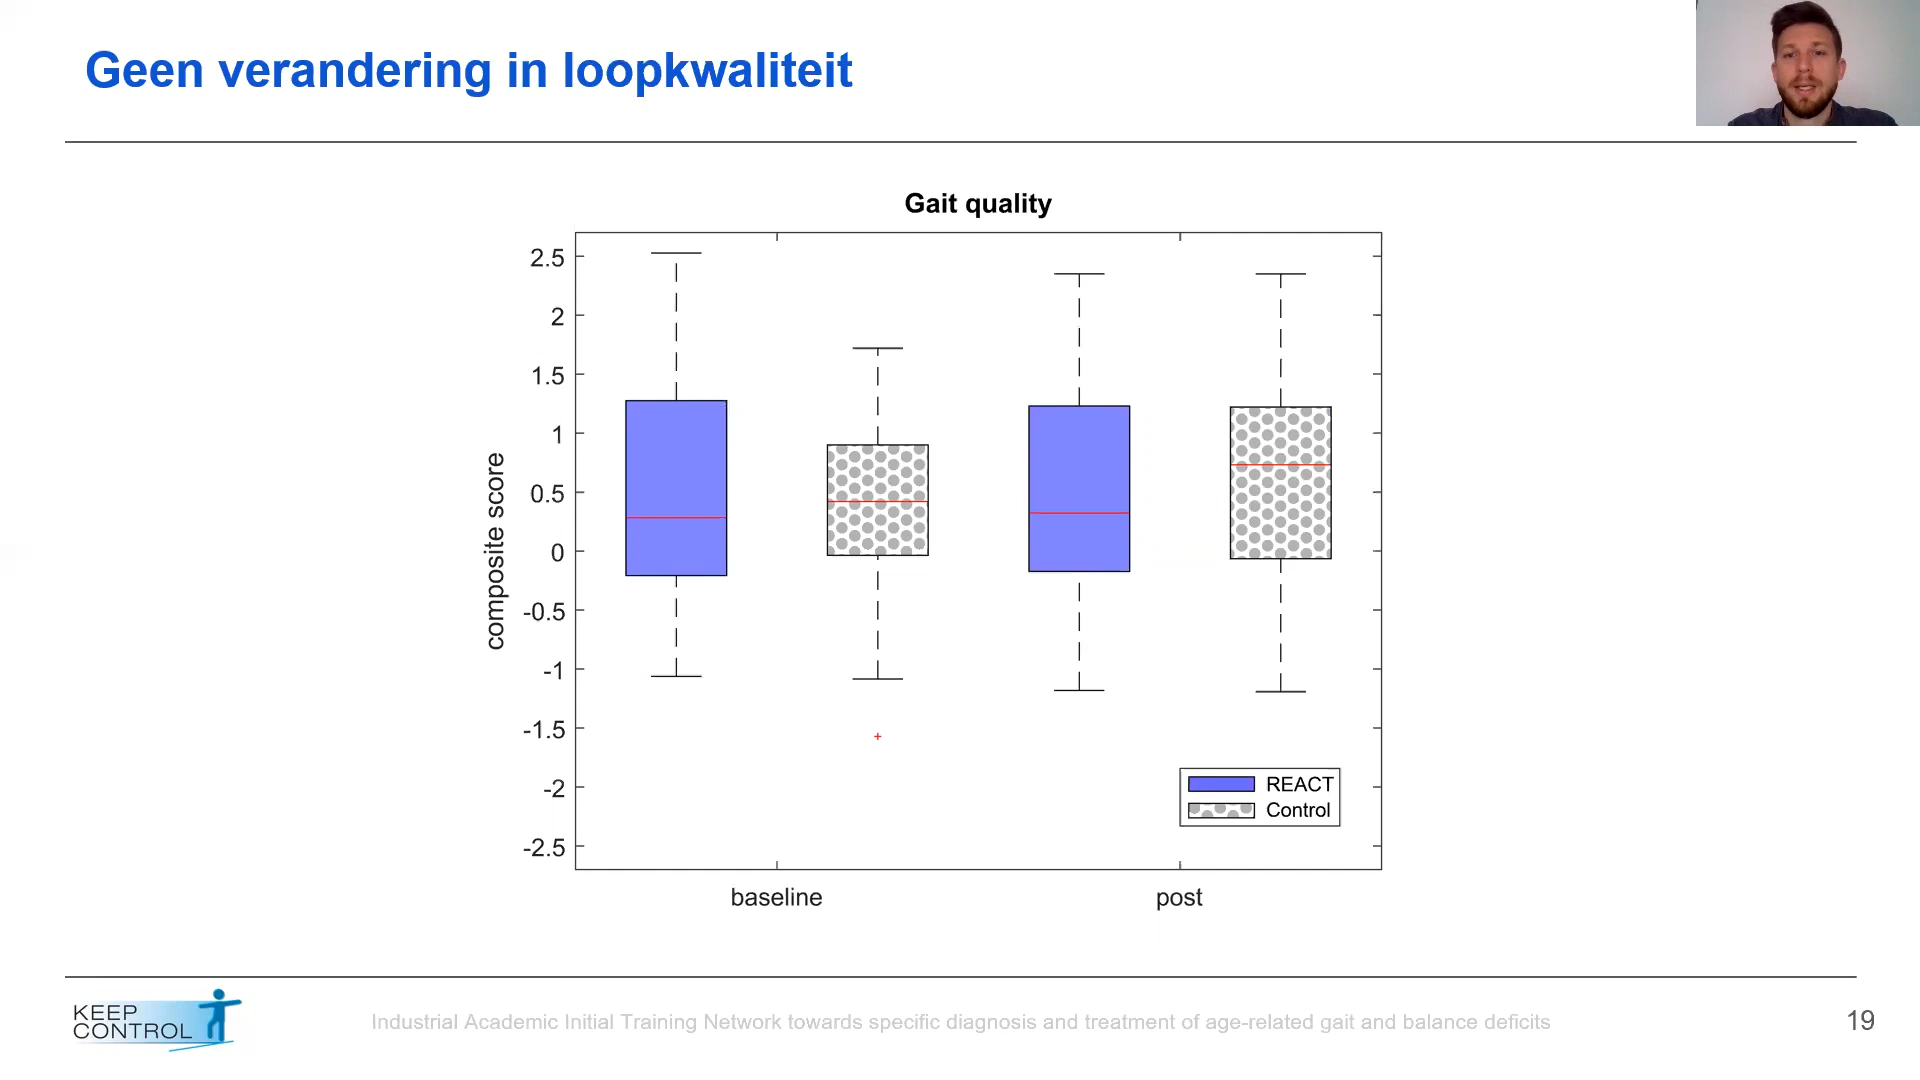 Geen verandering in loopkwaliteit
Gait quality
2.5
2
1.5
1
0.5
0
-0.5
-1
-1.5
-2
-2.5
composite score
REACT
Control
baseline
post
KEEP
CONTROL
Industrial Academic Initial Training Network towards specific diagnosis and treatment of age-related gait and balance deficits
19